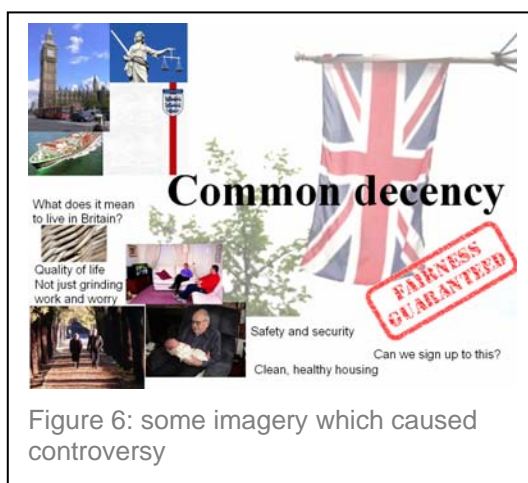 Common decency
What does it mean
to live in Britain?
Quality of life
Not just grinding
work and worry
FAIRNESS
GUARANTEED
Safety and security
Can we sign up to this?
Clean, healthy housing
Figure 6: some imagery which caused
controversy